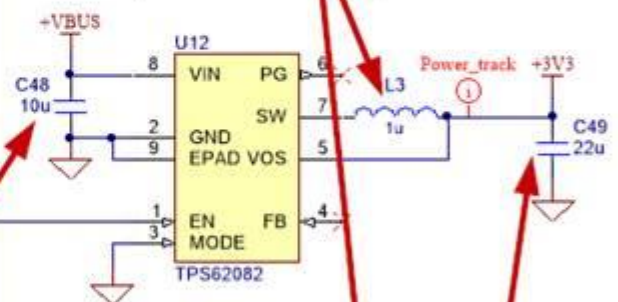 +VBUS
U12
C48
10u
8 VIN PG 6
L3
1u
Power_track
+3V3
SW 7
2 GND
9 EPAD VOS 5
C49
22u
1 EN FB 4
3 MODE
TPS62082
i